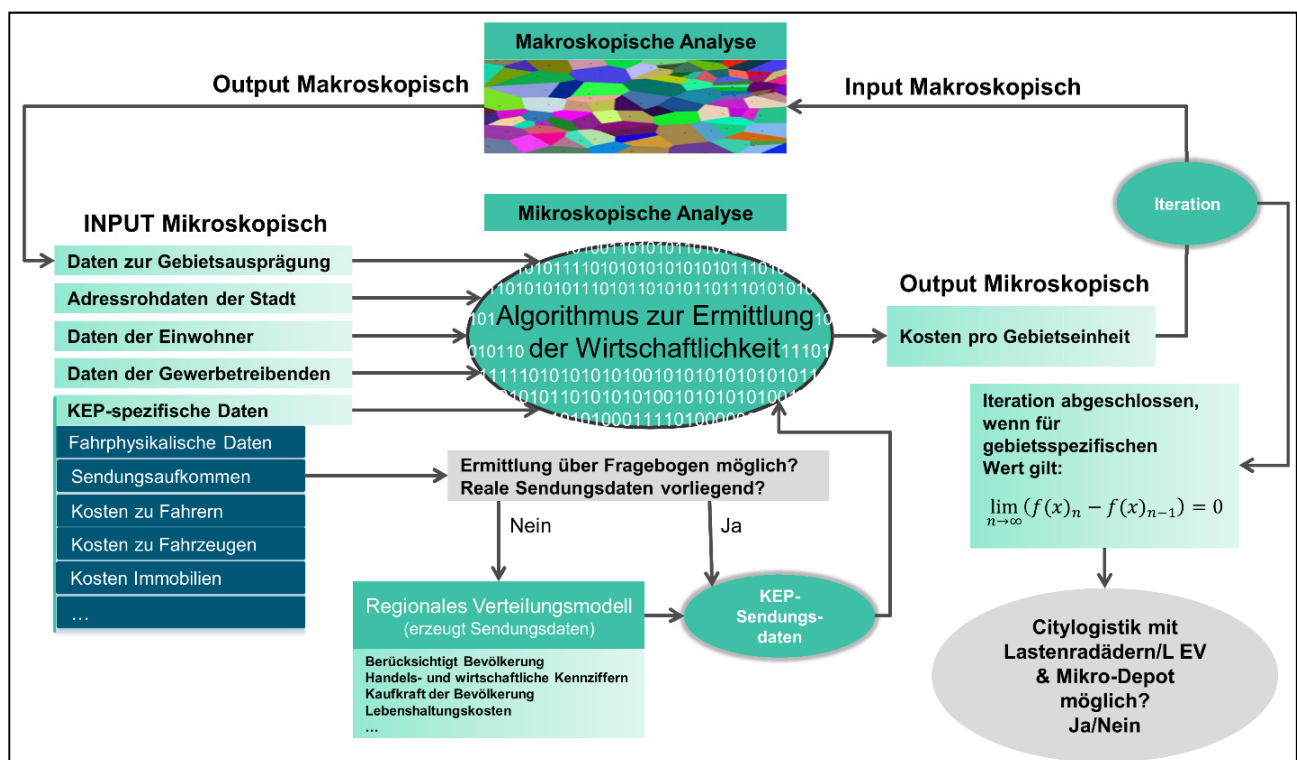 Makroskopische Analyse
Output Makroskopisch
Input Makroskopisch
Iteration
Mikroskopische Analyse
INPUT Mikroskopisch
Daten zur Gebietsausprägung
Adressrohdaten der Stadt
Daten der Einwohner
Daten der Gewerbetreibenden
KEP-spezifische Daten
Fahrphysikalische Daten
Sendungsaufkommen
Kosten zu Fahrern
Kosten zu Fahrzeugen
Kosten Immobilien
…
Algorithmus zur Ermittlung
der Wirtschaftlichkeit
Output Mikroskopisch
Kosten pro Gebietseinheit
Ermittlung über Fragebogen möglich?
Reale Sendungsdaten vorliegend?
Nein
Ja
Regionales Verteilungsmodell
(erzeugt Sendungsdaten)
Berücksichtigt Bevölkerung
Handels- und wirtschaftliche Kennziffern
Kaufkraft der Bevölkerung
Lebenshaltungskosten
…
KEP-
Sendungs-
daten
Iteration abgeschlossen,
wenn für
gebietsspezifischen
Wert gilt:
lim (f(x)n − f(x)n−1) = 0
n→∞
Citylogistik mit
Lastenradädern/L EV
& Mikro-Depot
möglich?
Ja/Nein